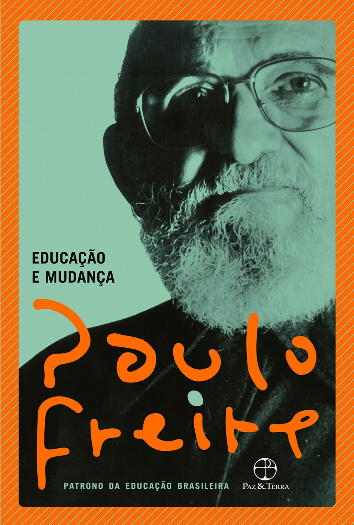 EDUCAÇÃO
E MUDANÇA
Paulo
Freire
PATRONO DA EDUCAÇÃO BRASILEIRA
PAZ & TERRA